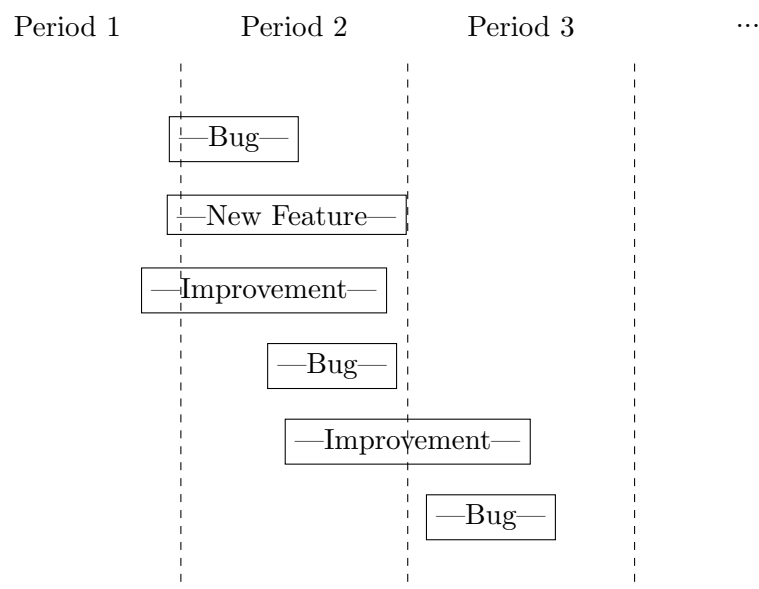 Period 1 Period 2 Period 3 ...
—Bug—
—New Feature—
—Improvement—
—Bug—
—Improvement—
—Bug—